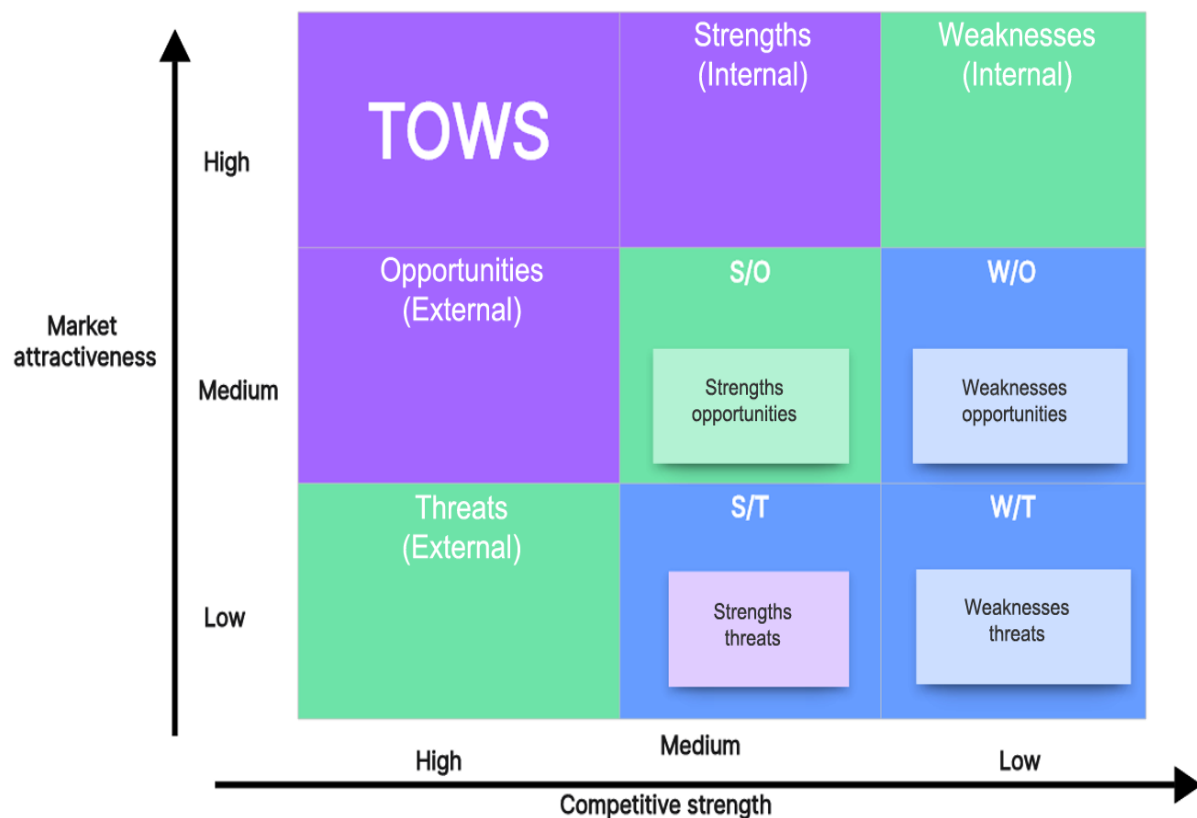 TOWS
Strengths
(Internal)
Weaknesses
(Internal)
High
Opportunities
(External)
S/O
W/O
Market
attractiveness
Medium
Strengths
opportunities
Weaknesses
opportunities
Threats
(External)
S/T
W/T
Low
Strengths
threats
Weaknesses
threats
High
Medium
Low
Competitive strength